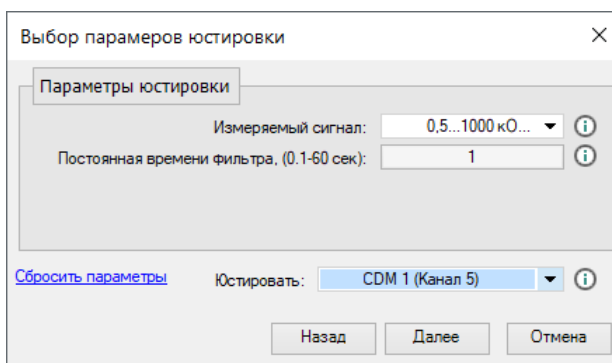 Выбор парамеров юстировки
Параметры юстировки
Измеряемый сигнал: 0,5...1000 кО...
Постоянная времени фильтра, (0.1-60 сек): 1
Сбросить параметры Юстировать: CDM 1 (Канал 5)
Назад Далее Отмена